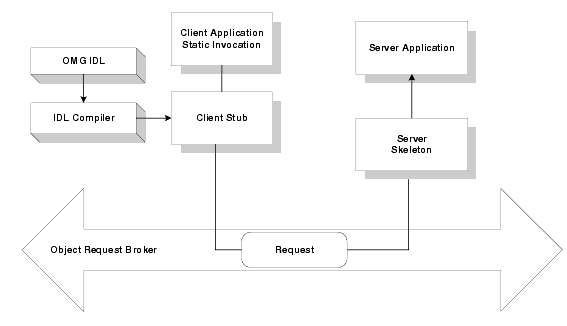 Client Application
Static Invocation
Server Application
OMG IDL
IDL Compiler
Client Stub
Server
Skeleton
Object Request Broker
Request